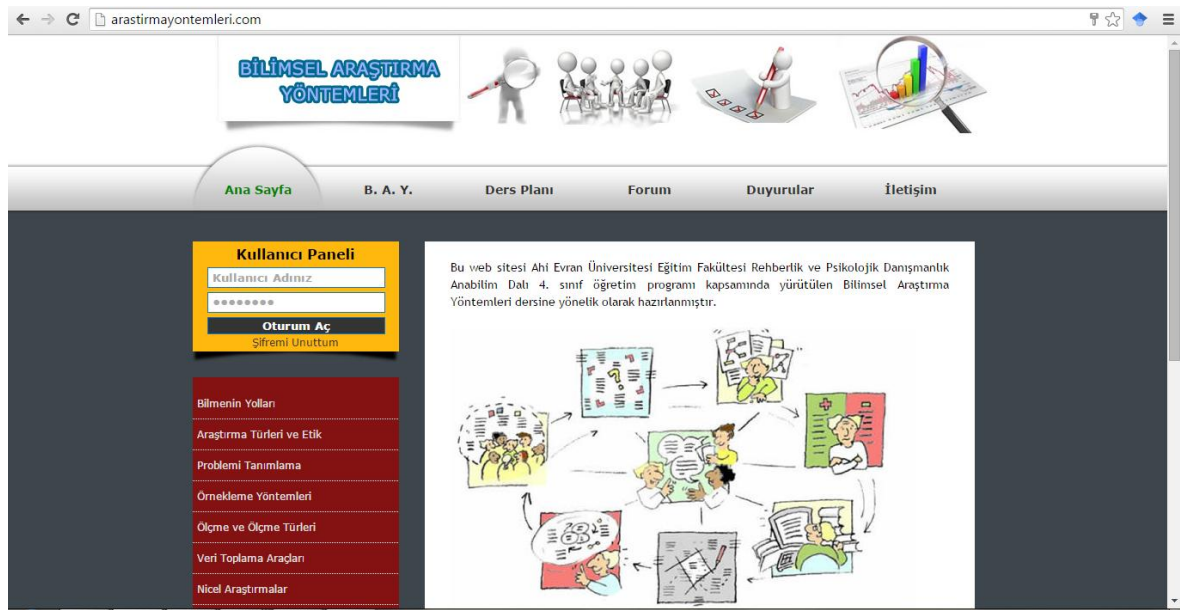 arastirmayontemleri.com
BİLİMSEL ARAŞTIRMA
YÖNTEMLERİ
Ana Sayfa B. A. Y. Ders Planı Forum Duyurular İletişim
Kullanıcı Paneli
Kullanıcı Adınız
Oturum Aç
Şifremi Unuttum
Bu web sitesi Ahi Evran Üniversitesi Eğitim Fakültesi Rehberlik ve Psikolojik Danışmanlık
Anabilim Dalı 4. sınıf öğretim programı kapsamında yürütülen Bilimsel Araştırma
Yöntemleri dersine yönelik olarak hazırlanmıştır.
Bilmenin Yolları
Araştırma Türleri ve Etik
Problemi Tanımlama
Örnekleme Yöntemleri
Ölçme ve Ölçme Türleri
Veri Toplama Araçları
Nicel Araştırmalar